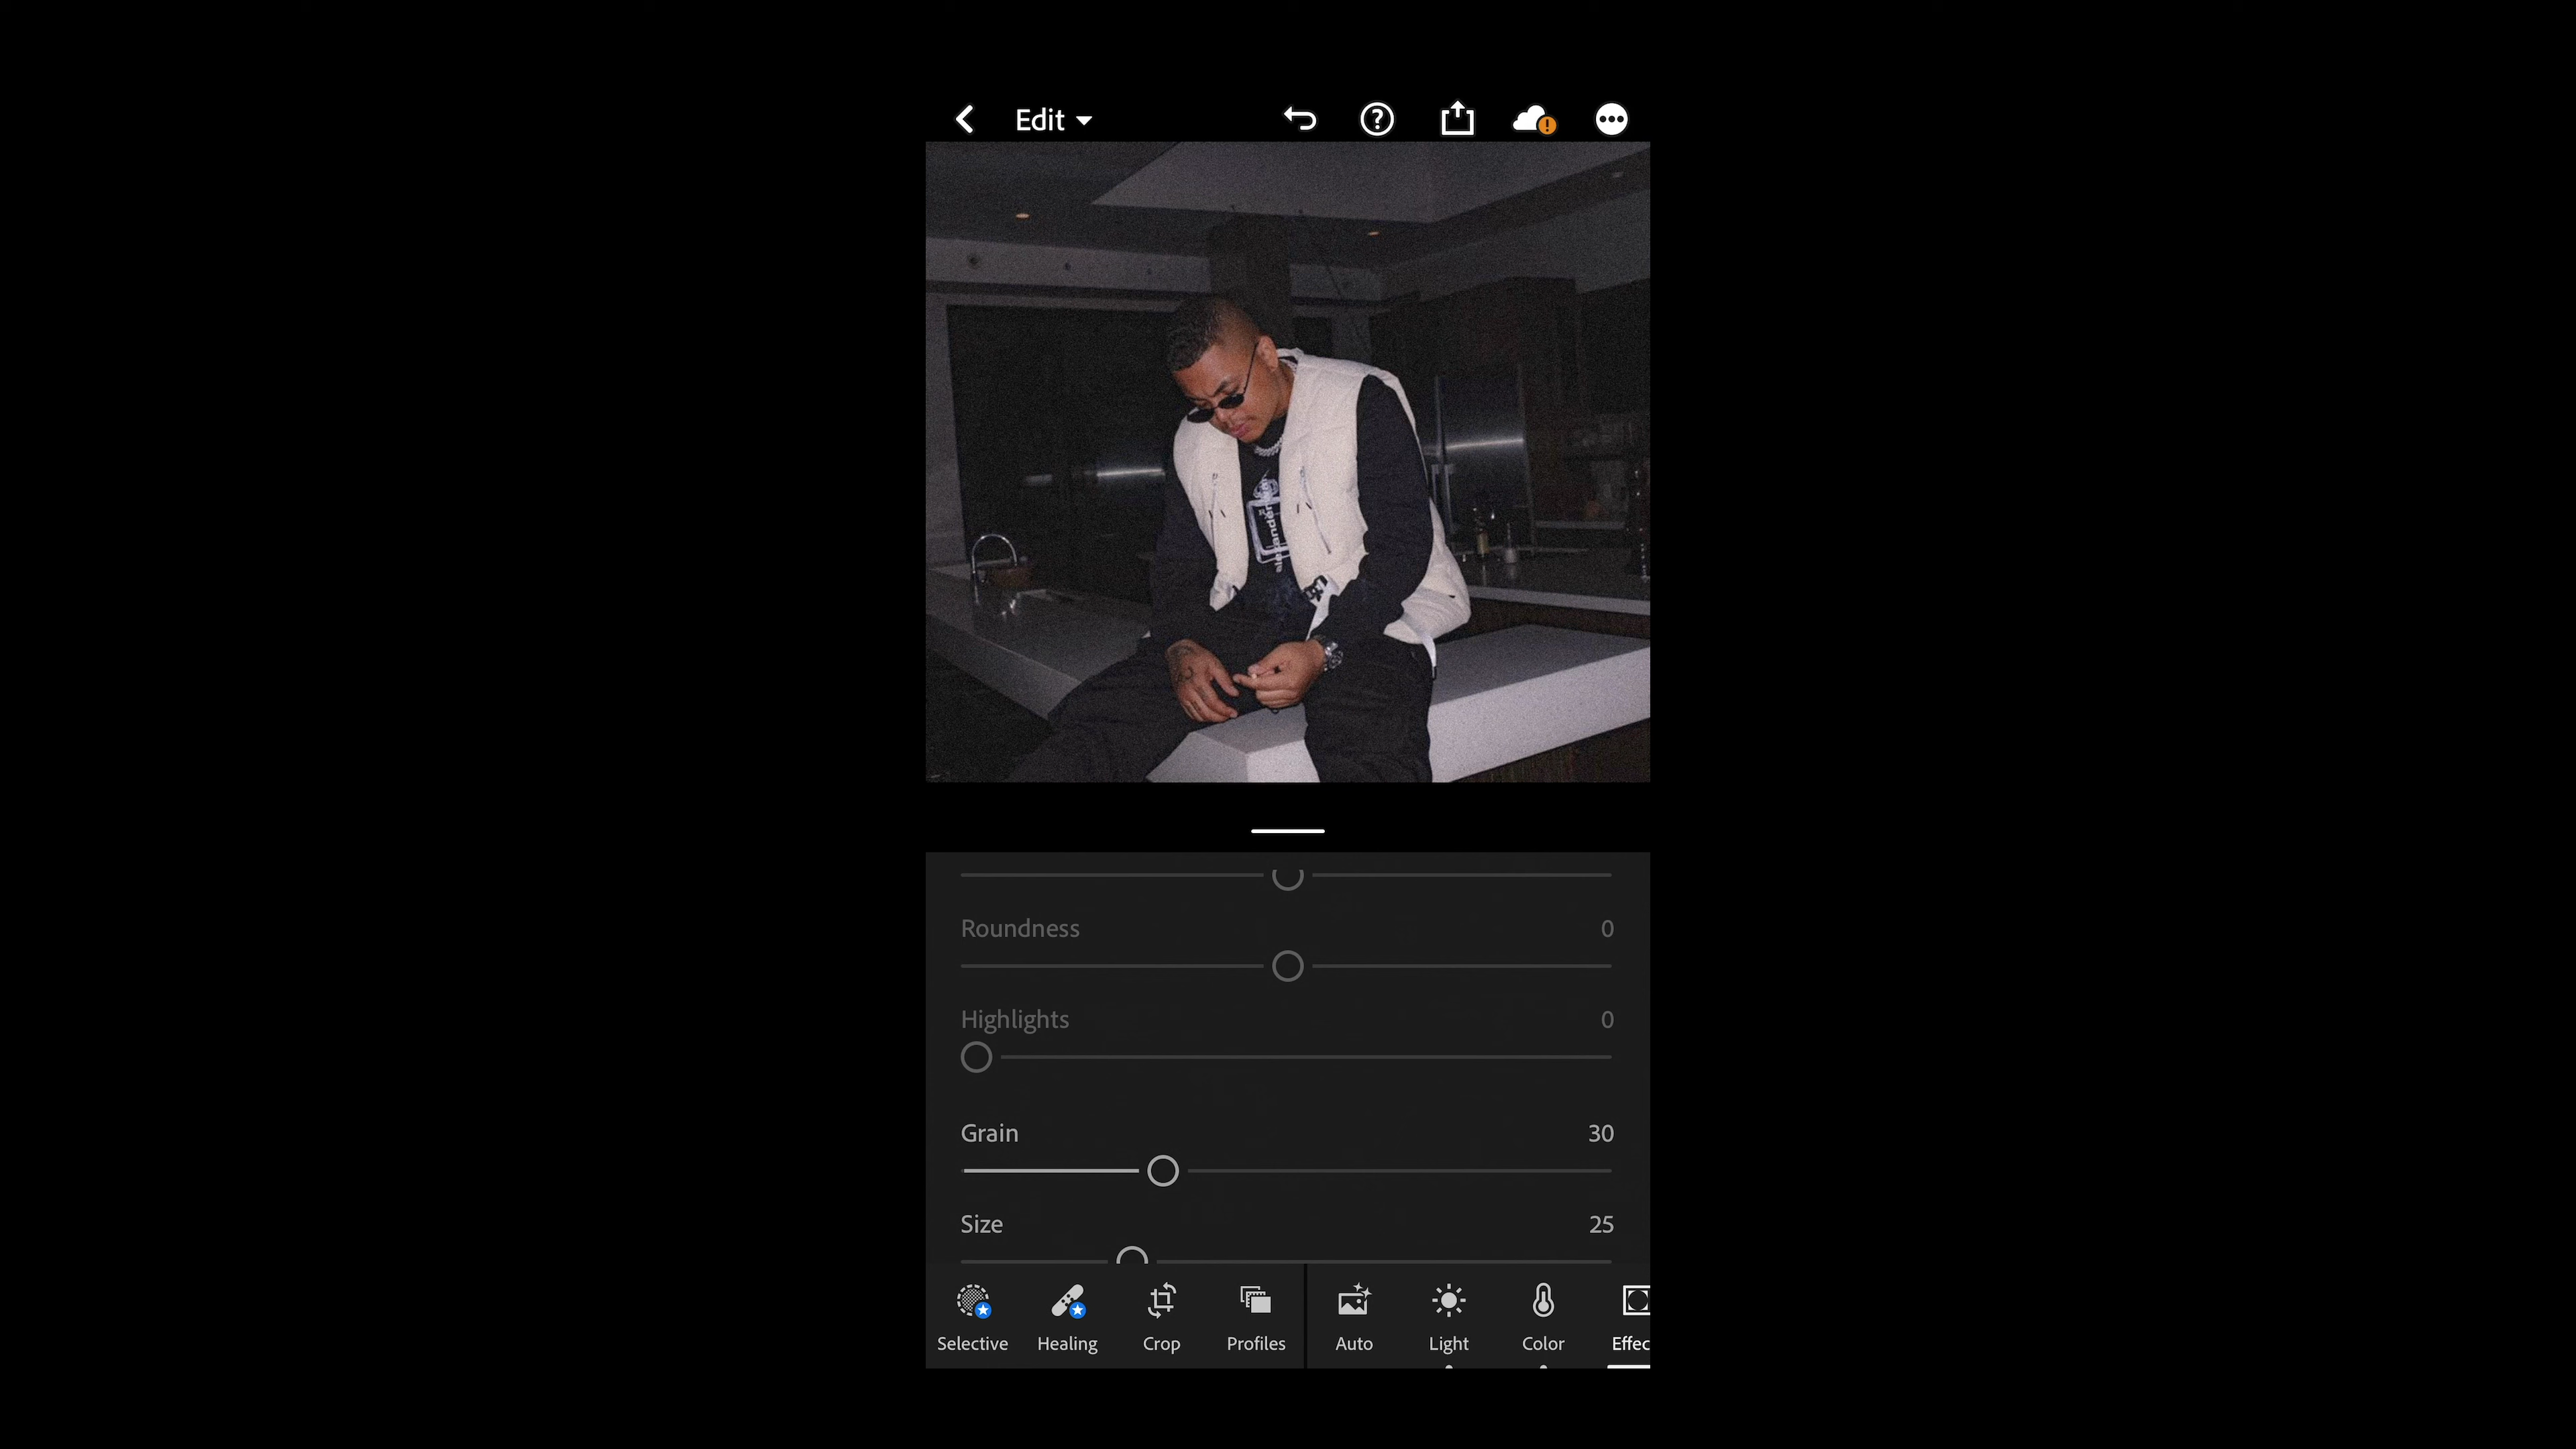 Edit
Roundness 0
Highlights 0
Grain 30
Size 25
Selective Healing Crop Profiles Auto Light Color Effec